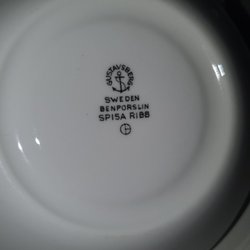 GUSTAVSBERG
SWEDEN
BENPORSLIN
SPISA RIBB